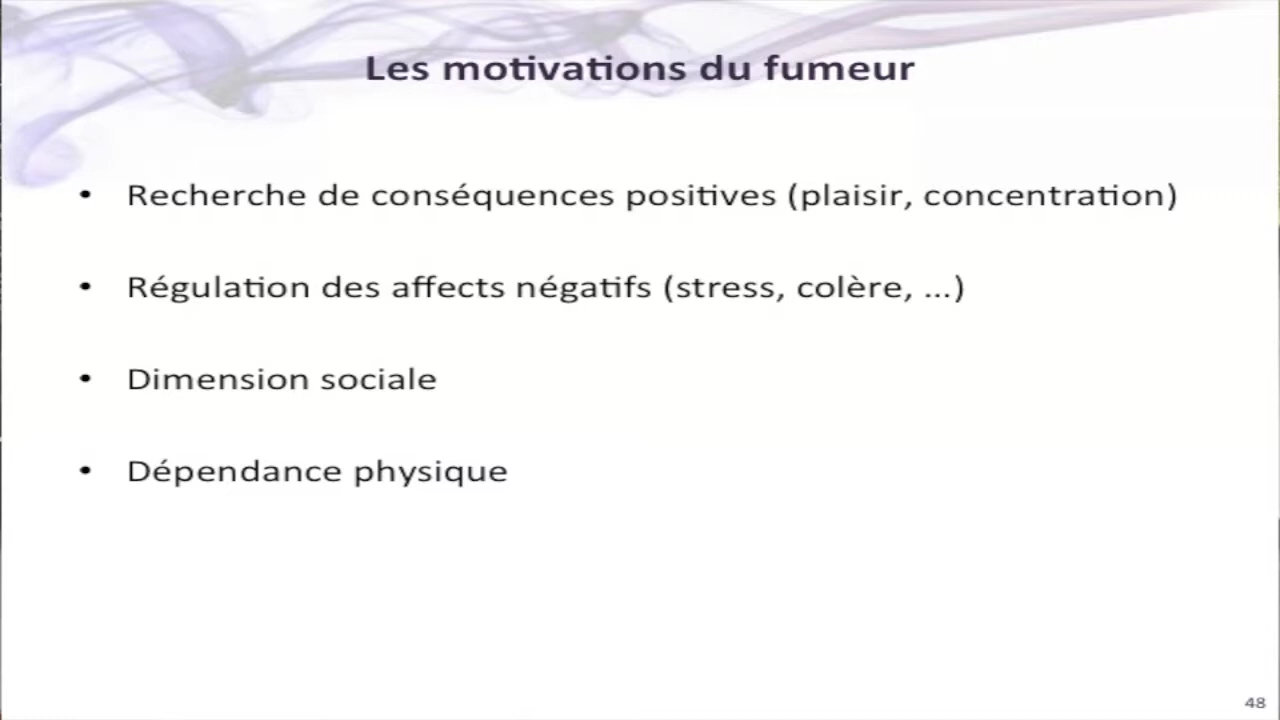 Les motivations du fumeur
• Recherche de conséquences positives (plaisir, concentration)
• Régulation des affects négatifs (stress, colère, ...)
• Dimension sociale
• Dépendance physique
48